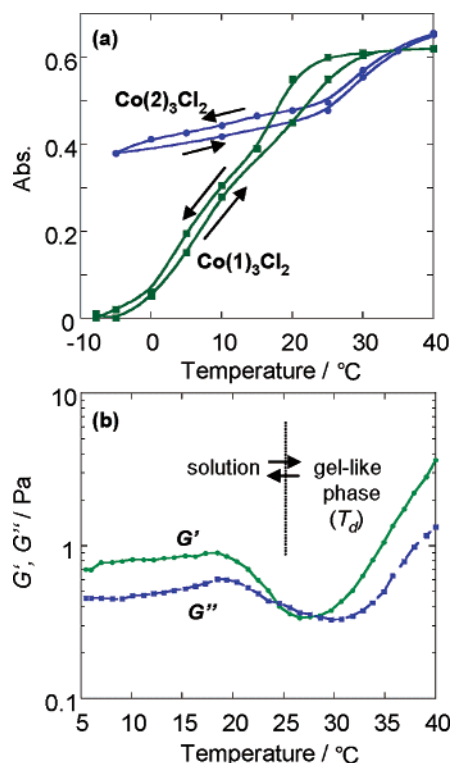 (a)
0.6
Co(2)₃Cl₂
0.4
Abs.
0.2
Co(1)₃Cl₂
0
-10 0 10 20 30 40
Temperature / °C
10
(b)
solution
gel-like
phase
(T_d)
G', G'' / Pa
G'
1
G''
0.1
5 10 15 20 25 30 35 40
Temperature / °C